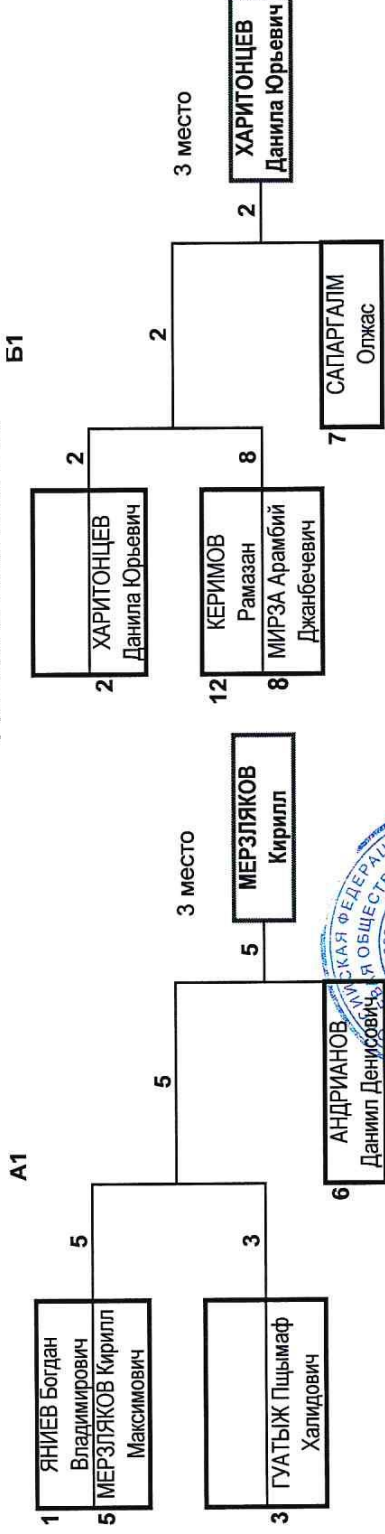 А1
1
ЯНИЕВ Богдан
Владимирович
5
МЕРЗЛЯКОВ Кирилл
Максимович
5
3
ГУАТЫЖ Пщымаф
Халидович
3
5
6
АНДРИАНОВ
Даниил Денисович
5
3 место
МЕРЗЛЯКОВ
Кирилл
Б1
2
ХАРИТОНЦЕВ
Данила Юрьевич
2
12
КЕРИМОВ
Рамазан
8
МИРЗА Арамбий
Джанбечевич
8
2
7
САПАРГАЛМ
Олжас
2
3 место
ХАРИТОНЦЕВ
Данила Юрьевич